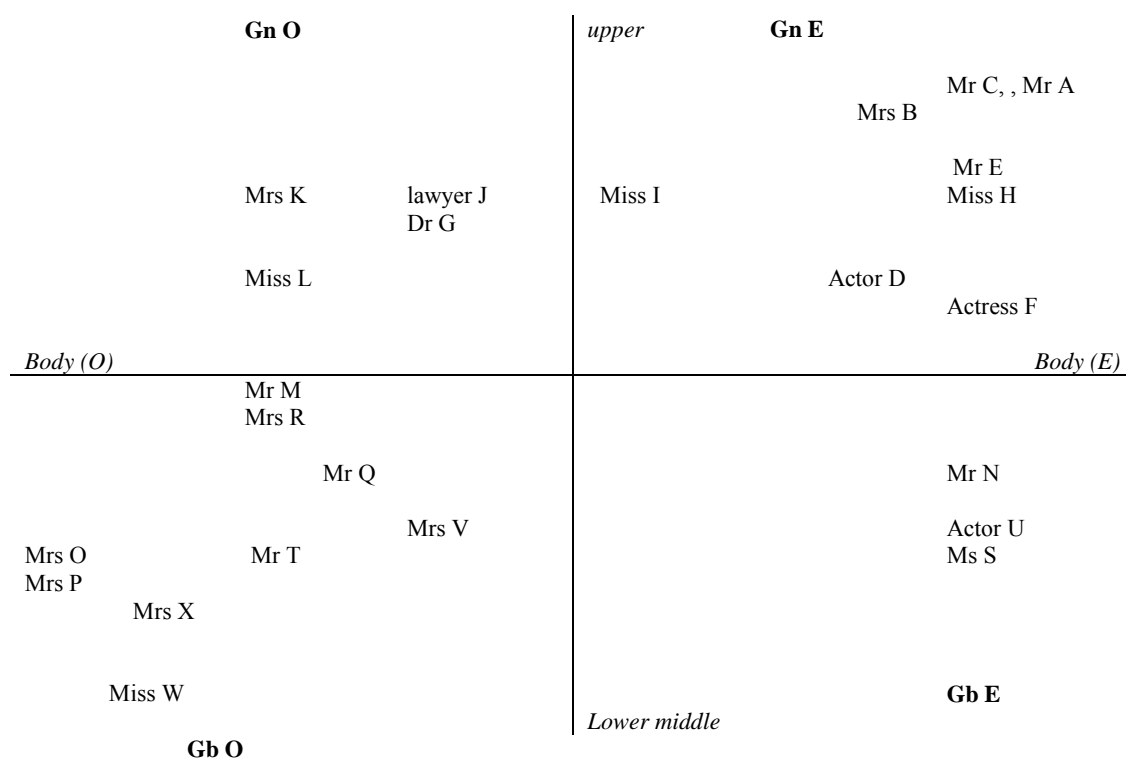 Gn O upper Gn E
Mr C, , Mr A
Mrs B
Mr E
Mrs K lawyer J Miss I Miss H
Dr G
Miss L Actor D
Actress F
Body (O) Body (E)
Mr M
Mrs R
Mr Q Mr N
Mrs V Actor U
Mrs O Mr T Ms S
Mrs P
Mrs X
Miss W Gb E
Lower middle
Gb O